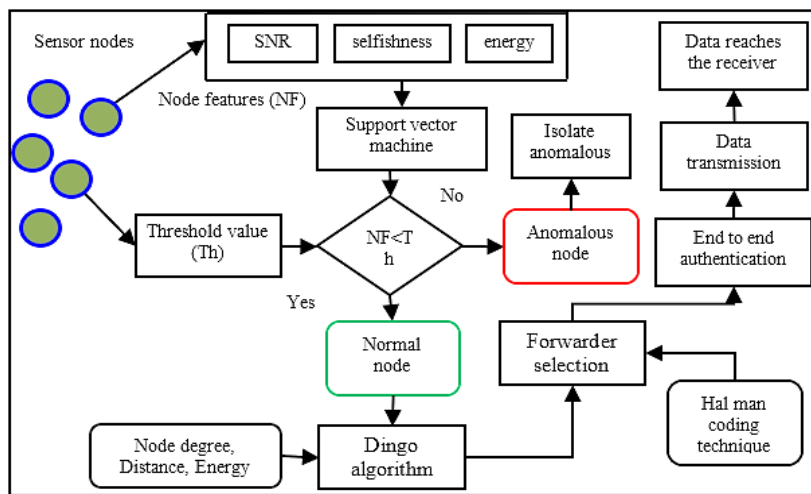 Sensor nodes
SNR
selfishness
energy
Node features (NF)
Data reaches
the receiver
Support vector
machine
Isolate
anomalous
Data
transmission
No
Threshold value
(Th)
NF<T
h
Anomalous
node
End to end
authentication
Yes
Normal
node
Forwarder
selection
Hal man
coding
technique
Node degree,
Distance, Energy
Dingo
algorithm